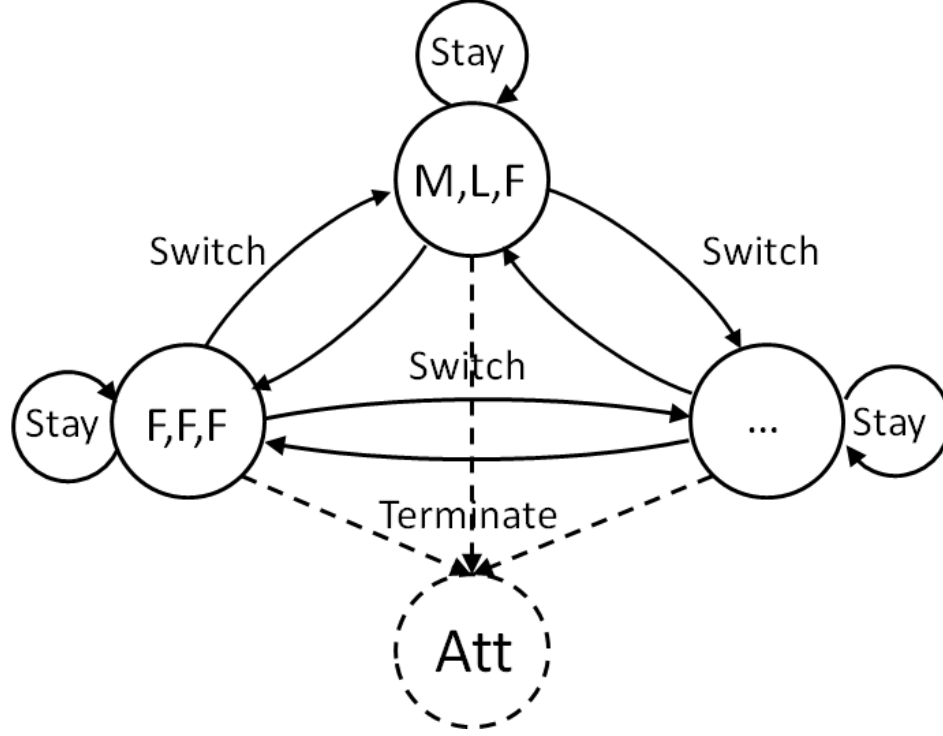 Stay
M,L,F
Switch
Switch
Switch
Stay
F,F,F
...
Stay
Terminate
Att